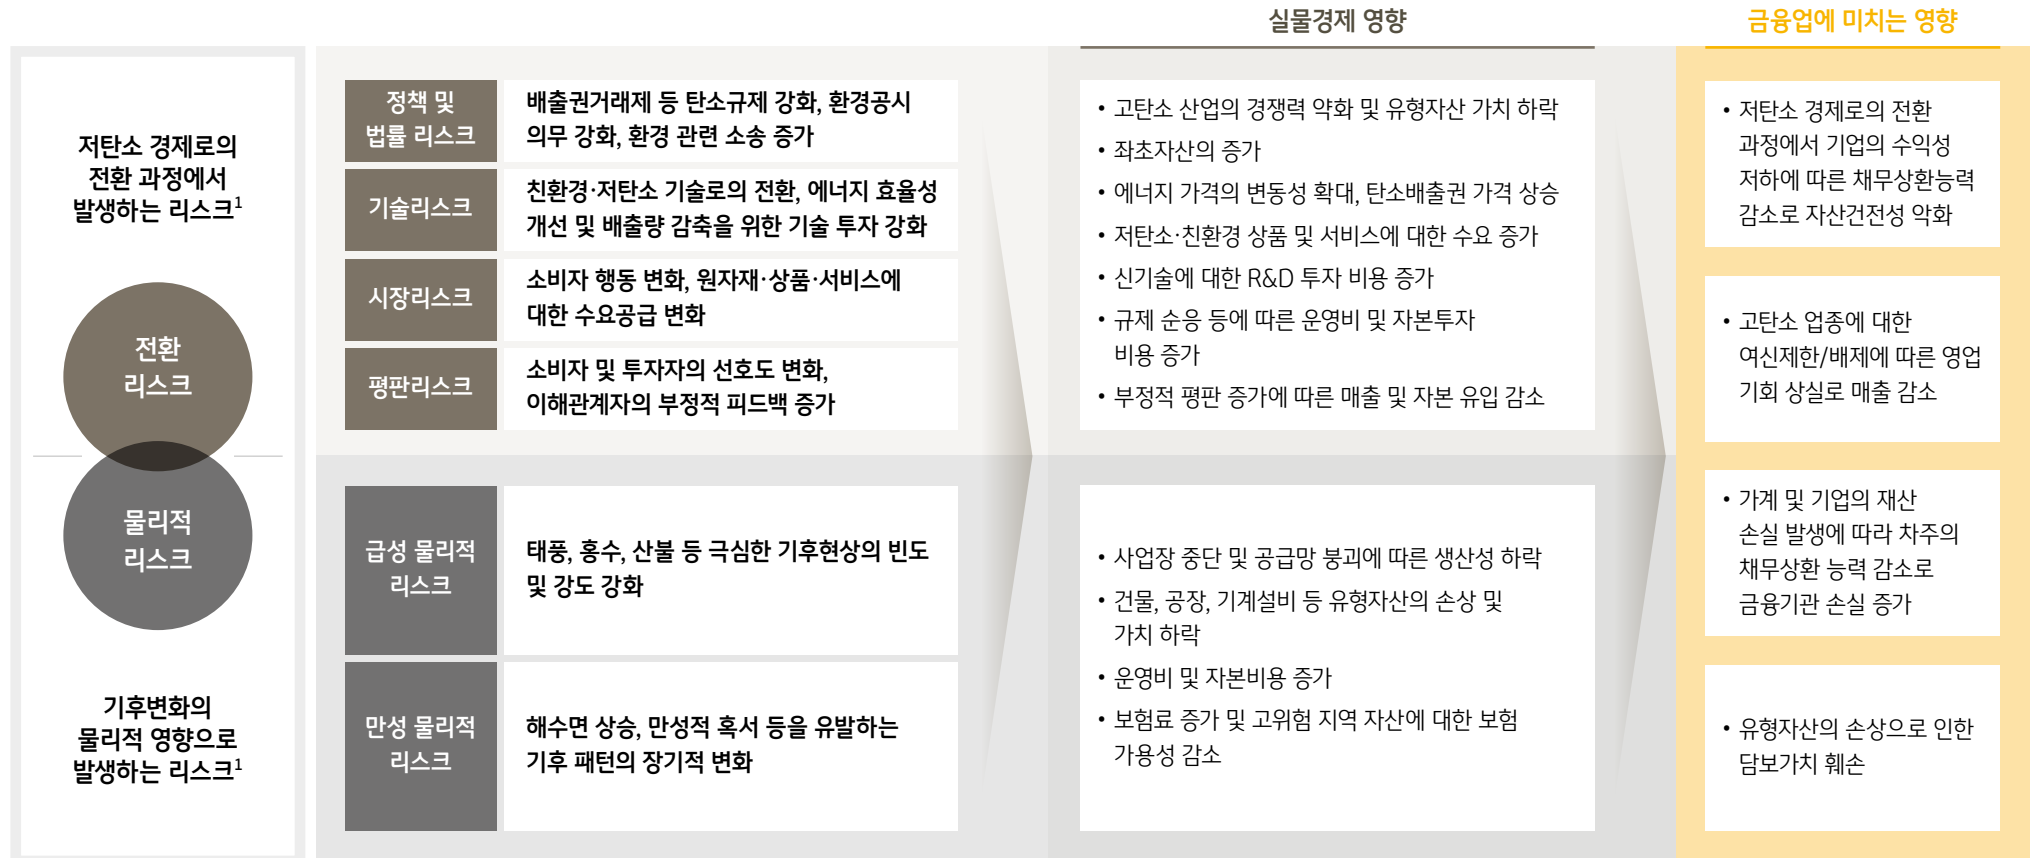 실물경제 영향
금융업에 미치는 영향
저탄소 경제로의
전환 과정에서
발생하는 리스크1
전환
리스크
물리적
리스크
기후변화의
물리적 영향으로
발생하는 리스크1
정책 및
법률 리스크
배출권거래제 등 탄소규제 강화, 환경공시
의무 강화, 환경 관련 소송 증가
기술리스크
친환경·저탄소 기술로의 전환, 에너지 효율성
개선 및 배출량 감축을 위한 기술 투자 강화
시장리스크
소비자 행동 변화, 원자재·상품·서비스에
대한 수요공급 변화
평판리스크
소비자 및 투자자의 선호도 변화,
이해관계자의 부정적 피드백 증가
급성 물리적
리스크
태풍, 홍수, 산불 등 극심한 기후현상의 빈도
및 강도 강화
만성 물리적
리스크
해수면 상승, 만성적 혹서 등을 유발하는
기후 패턴의 장기적 변화
• 고탄소 산업의 경쟁력 약화 및 유형자산 가치 하락
• 좌초자산의 증가
• 에너지 가격의 변동성 확대, 탄소배출권 가격 상승
• 저탄소·친환경 상품 및 서비스에 대한 수요 증가
• 신기술에 대한 R&D 투자 비용 증가
• 규제 순응 등에 따른 운영비 및 자본투자
비용 증가
• 부정적 평판 증가에 따른 매출 및 자본 유입 감소
• 사업장 중단 및 공급망 붕괴에 따른 생산성 하락
• 건물, 공장, 기계설비 등 유형자산의 손상 및
가치 하락
• 운영비 및 자본비용 증가
• 보험료 증가 및 고위험 지역 자산에 대한 보험
가용성 감소
• 저탄소 경제로의 전환
과정에서 기업의 수익성
저하에 따른 채무상환능력
감소로 자산건전성 악화
• 고탄소 업종에 대한
여신제한/배제에 따른 영업
기회 상실로 매출 감소
• 가계 및 기업의 재산
손실 발생에 따라 차주의
채무상환 능력 감소로
금융기관 손실 증가
• 유형자산의 손상으로 인한
담보가치 훼손